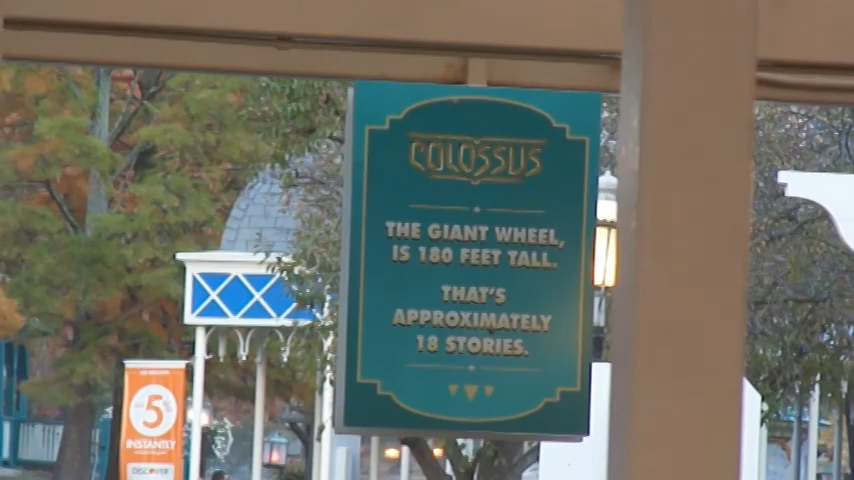 COLOSSUS
THE GIANT WHEEL,
IS 180 FEET TALL.
THAT'S
APPROXIMATELY
18 STORIES.
5
INSTANTLY
DISCOVER